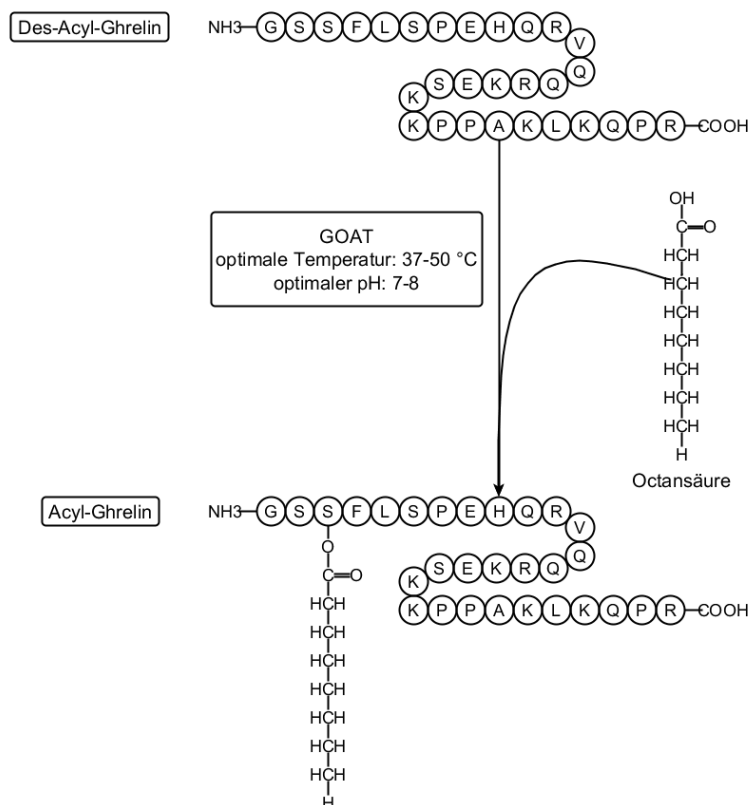 Des-Acyl-Ghrelin
NH3 G S S F L S P E H Q R
V
S E K R Q Q
K
K P P A K L K Q P R COOH
GOAT
optimale Temperatur: 37-50 °C
optimaler pH: 7-8
OH
C=O
HCH
HCH
HCH
HCH
HCH
HCH
HCH
H
Octansäure
Acyl-Ghrelin
NH3 G S S F L S P E H Q R
V
S E K R Q Q
K
K P P A K L K Q P R COOH
O
C=O
HCH
HCH
HCH
HCH
HCH
HCH
HCH
H